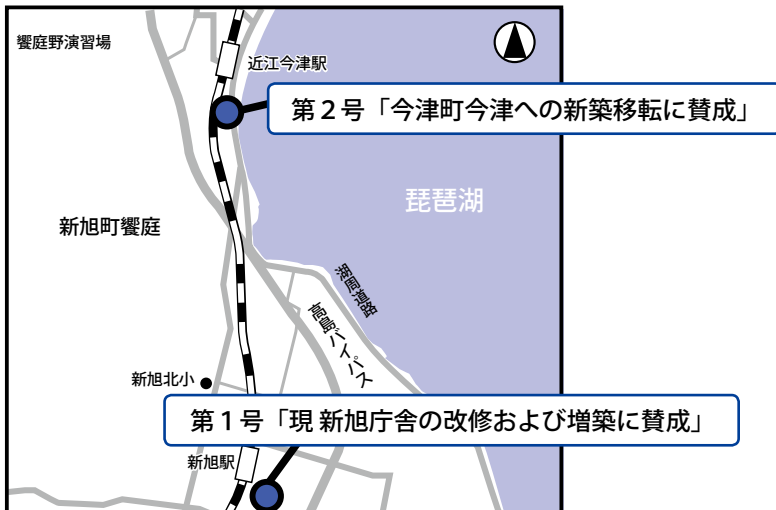 饗庭野演習場
近江今津駅
第２号「今津町今津への新築移転に賛成」
琵琶湖
新旭町饗庭
湖周道路
高島バイパス
新旭北小
第１号「現 新旭庁舎の改修および増築に賛成」
新旭駅